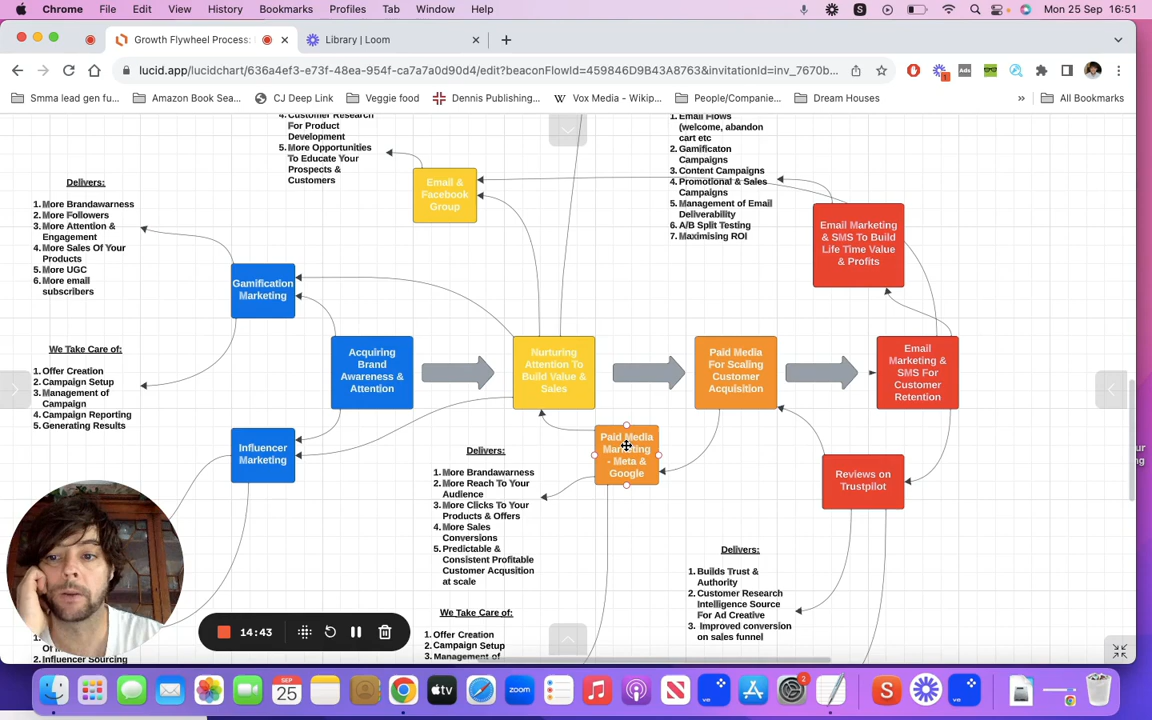 Chrome File Edit View History Bookmarks Profiles Tab Window Help
Mon 25 Sep 16:51
Growth Flywheel Process:
Library | Loom
lucid.app/lucidchart/636a4ef3-e73f-48ea-954f-ca7a7a0d90d4/edit?beaconFlowId=459846D9B43A8763&invitationId=inv_7670b...
Smma lead gen fu...
Amazon Book Sea...
CJ Deep Link
Veggie food
Dennis Publishing...
Vox Media - Wikip...
People/Companie...
Dream Houses
»
All Bookmarks
4. Customer Research
For Product
Development
5. More Opportunities
To Educate Your
Prospects &
Customers
Email &
Facebook
Group
1. Email Flows
(welcome, abandon
cart etc
2. Gamificaton
Campaigns
3. Content Campaigns
4. Promotional & Sales
Campaigns
5. Management of Email
Deliverability
6. A/B Split Testing
7. Maximising ROI
Email Marketing
& SMS To Build
Life Time Value
& Profits
Delivers:
1. More Brandawarness
2. More Followers
3. More Attention &
Engagement
4. More Sales Of Your
Products
5. More UGC
6. More email
subscribers
Gamification
Marketing
We Take Care of:
1. Offer Creation
2. Campaign Setup
3. Management of
Campaign
4. Campaign Reporting
5. Generating Results
Acquiring
Brand
Awareness &
Attention
Nurturing
Attention To
Build Value &
Sales
Paid Media
For Scaling
Customer
Acquisition
Email
Marketing &
SMS For
Customer
Retention
Influencer
Marketing
Paid Media
Marketing
- Meta &
Google
Reviews on
Trustpilot
Delivers:
1. More Brandawarness
2. More Reach To Your
Audience
3. More Clicks To Your
Products & Offers
4. More Sales
Conversions
5. Predictable &
Consistent Profitable
Customer Acqusition
at scale
We Take Care of:
1. Offer Creation
2. Campaign Setup
3. Management of
Delivers:
1. Builds Trust &
Authority
2. Customer Research
Intelligence Source
For Ad Creative
3. Improved conversion
on sales funnel
2. Influencer Sourcing
14:43
zoom
tv
SEP
25
2